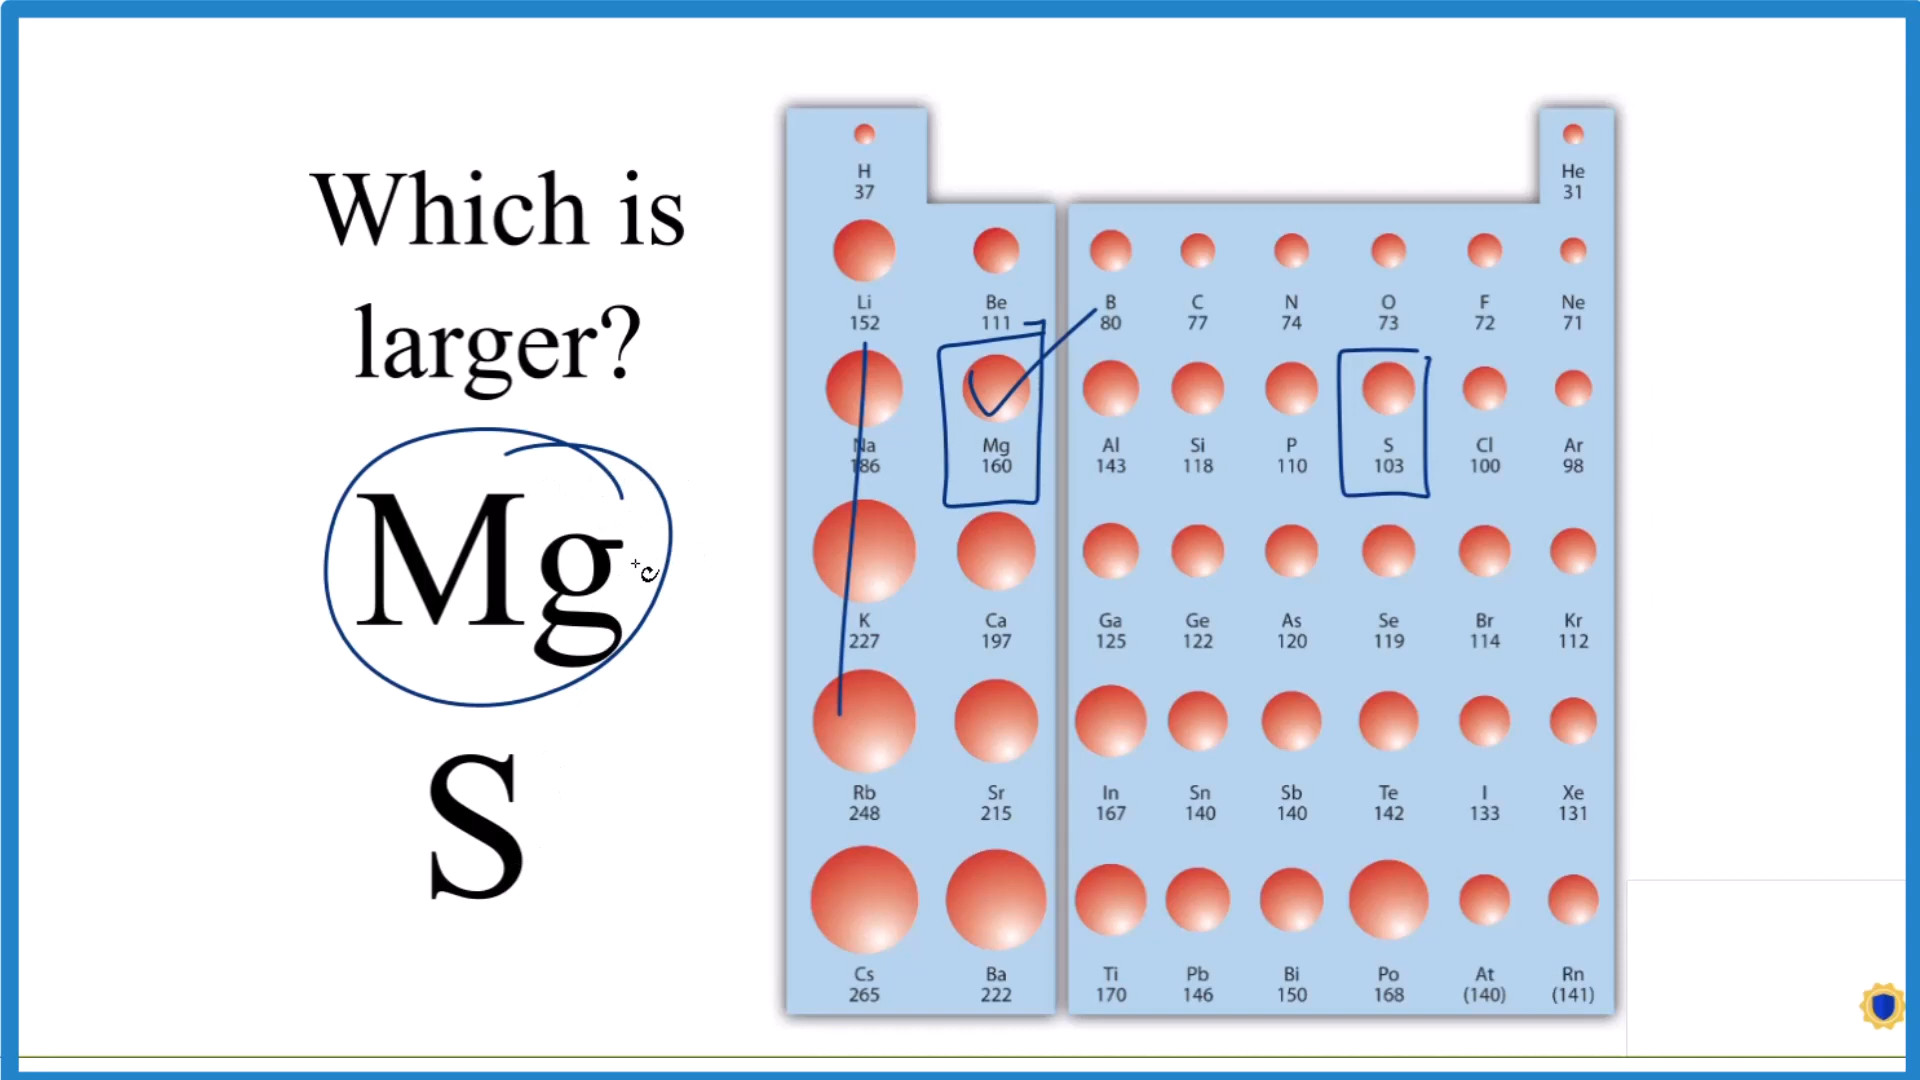 Which is
larger?
Mg
S
H He
37 31
Li Be B C N O F Ne
152 111 80 77 74 73 72 71
Na Mg Al Si P S Cl Ar
186 160 143 118 110 103 100 98
K Ca Ga Ge As Se Br Kr
227 197 125 122 120 119 114 112
Rb Sr In Sn Sb Te I Xe
248 215 167 140 140 142 133 131
Cs Ba Ti Pb Bi Po At Rn
265 222 170 146 150 168 (140) (141)